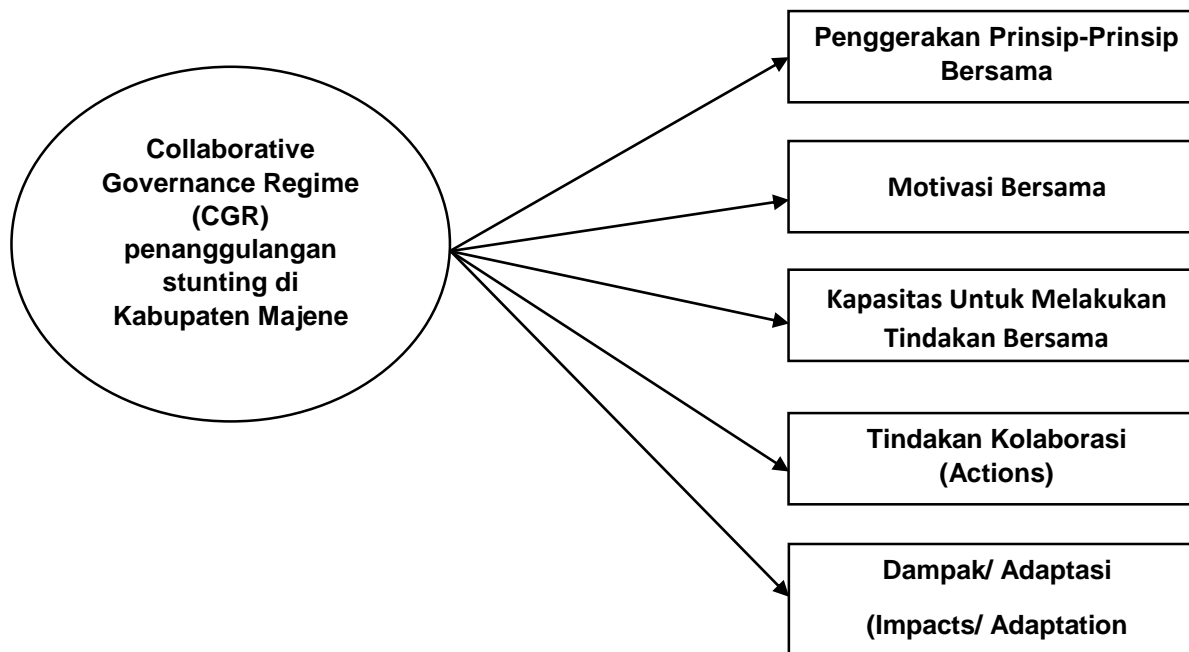 Collaborative
Governance Regime
(CGR)
penanggulangan
stunting di
Kabupaten Majene
Penggerakan Prinsip-Prinsip
Bersama
Motivasi Bersama
Kapasitas Untuk Melakukan
Tindakan Bersama
Tindakan Kolaborasi
(Actions)
Dampak/ Adaptasi
(Impacts/ Adaptation